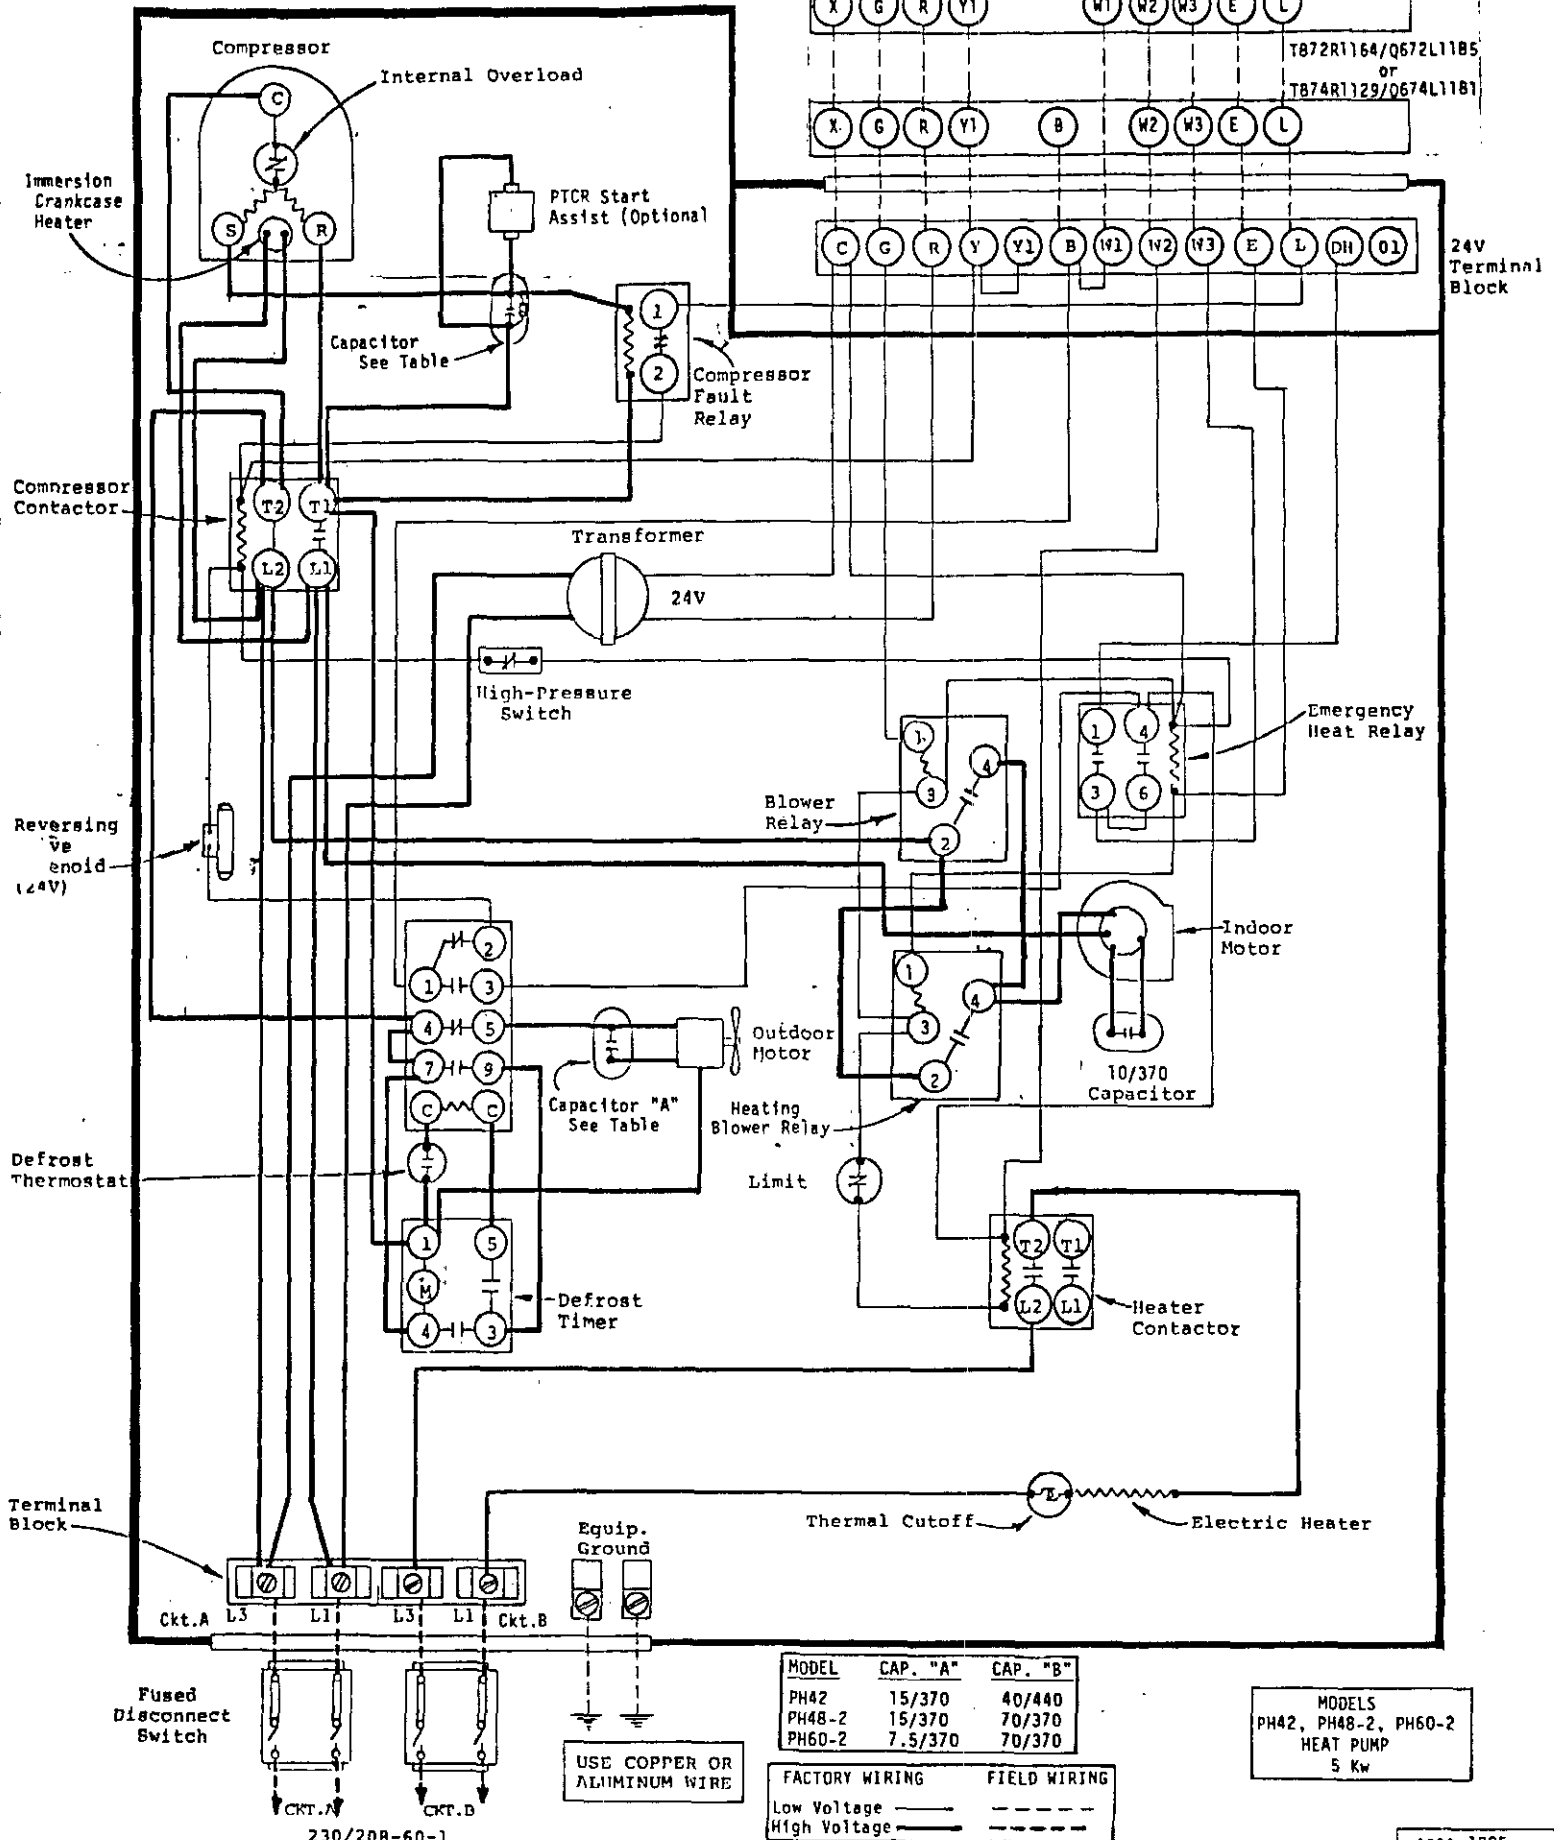 X G R Y1 W1 W2 W3 E L
T872R1164/Q672L1185
or
T874R1129/Q674L1181
X G R Y1 B W2 W3 E L
Compressor
Internal Overload
C
Immersion
Crankcase
Heater
S R
PTCR Start
Assist (Optional
C G R Y Y1 B W1 W2 W3 E L DH O1
24V
Terminal
Block
Capacitor
See Table
1
2
Compressor
Fault
Relay
Compressor
Contactor
T2 T1
L2 L1
Transformer
24V
High-Pressure
Switch
Emergency
Heat Relay
1 4
3 6
Blower
Relay
1
4
3
2
Reversing
ve
enoid
(24V)
Indoor
Motor
2
1 3
4 5
7 9
C C
Outdoor
Motor
Capacitor "A"
See Table
1
4
3
2
Heating
Blower Relay
10/370
Capacitor
Defrost
Thermostat
Limit
1 5
M
4 3
Defrost
Timer
T2 T1
L2 L1
Heater
Contactor
Terminal
Block
Thermal Cutoff
Electric Heater
Equip.
Ground
Ckt.A L3 L1 L3 L1 Ckt.B
Fused
Disconnect
Switch
CKT.A CKT.B
230/208-60-1
USE COPPER OR
ALUMINUM WIRE
MODEL CAP. "A" CAP. "B"
PH42 15/370 40/440
PH48-2 15/370 70/370
PH60-2 7.5/370 70/370
FACTORY WIRING FIELD WIRING
Low Voltage
High Voltage
MODELS
PH42, PH48-2, PH60-2
HEAT PUMP
5 Kw